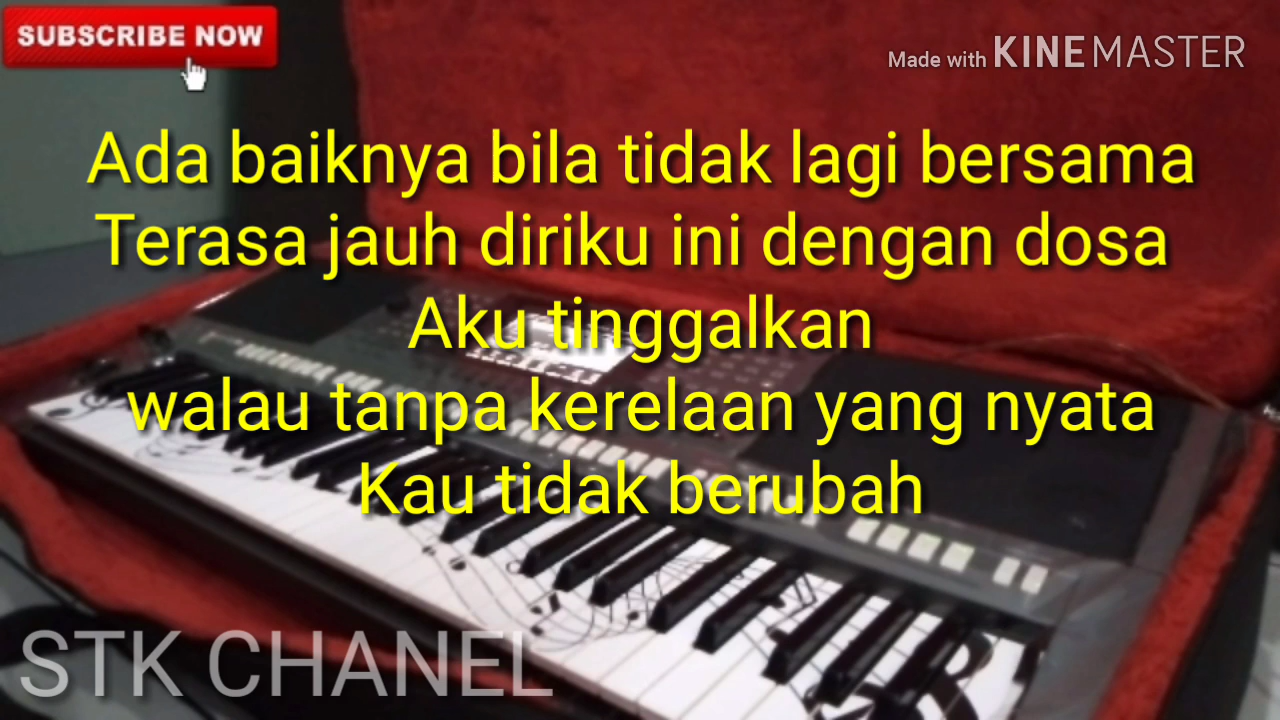 SUBSCRIBE NOW
Made with KINEMASTER
Ada baiknya bila tidak lagi bersama
Terasa jauh diriku ini dengan dosa
Aku tinggalkan
walau tanpa kerelaan yang nyata
Kau tidak berubah
STK CHANEL